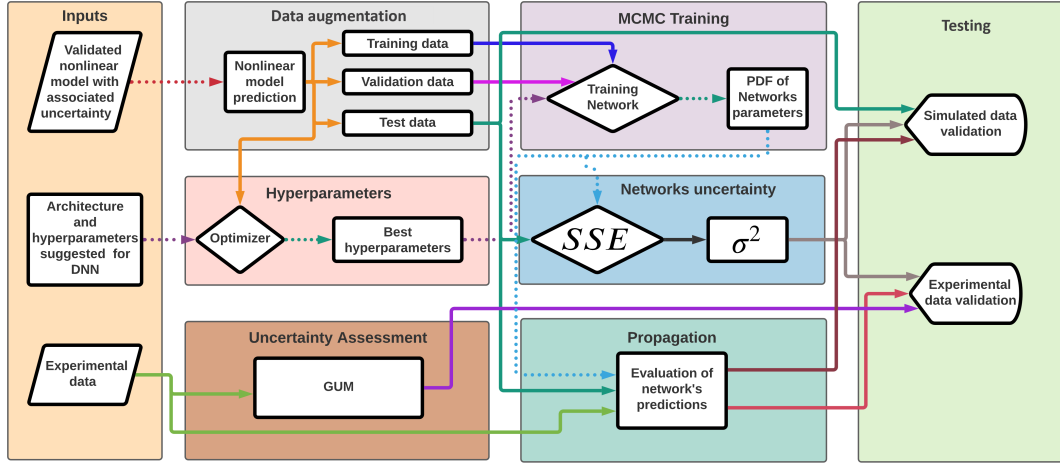 Inputs
Validated
nonlinear
model with
associated
uncertainty
Architecture
and
hyperparameters
suggested for
DNN
Experimental
data
Data augmentation
Nonlinear
model
prediction
Training data
Validation data
Test data
Hyperparameters
Optimizer
Best
hyperparameters
Uncertainty Assessment
GUM
MCMC Training
Training
Network
PDF of
Networks
parameters
Networks uncertainty
SSE
σ²
Propagation
Evaluation of
network's
predictions
Testing
Simulated data
validation
Experimental
data validation